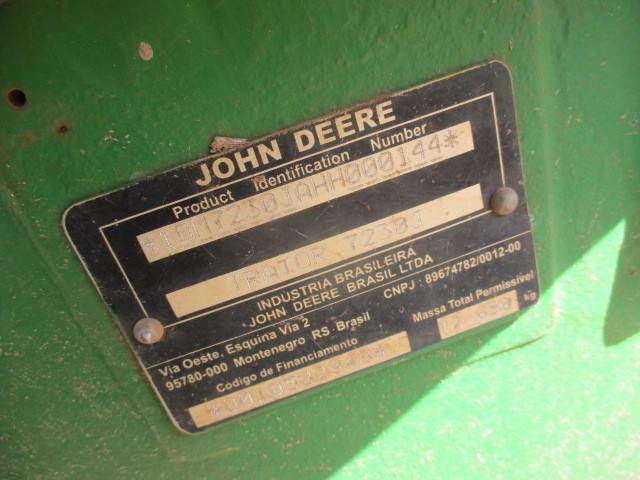 JOHN DEERE
Product Identification Number
*1BM7230JAHH000144*
TRATOR 7230J
INDUSTRIA BRASILEIRA
JOHN DEERE BRASIL LTDA
CNPJ : 89674782/0012-00
Via Oeste, Esquina Via 2
95780-000 Montenegro RS Brasil
Massa Total Permissível
kg
Código de Financiamento